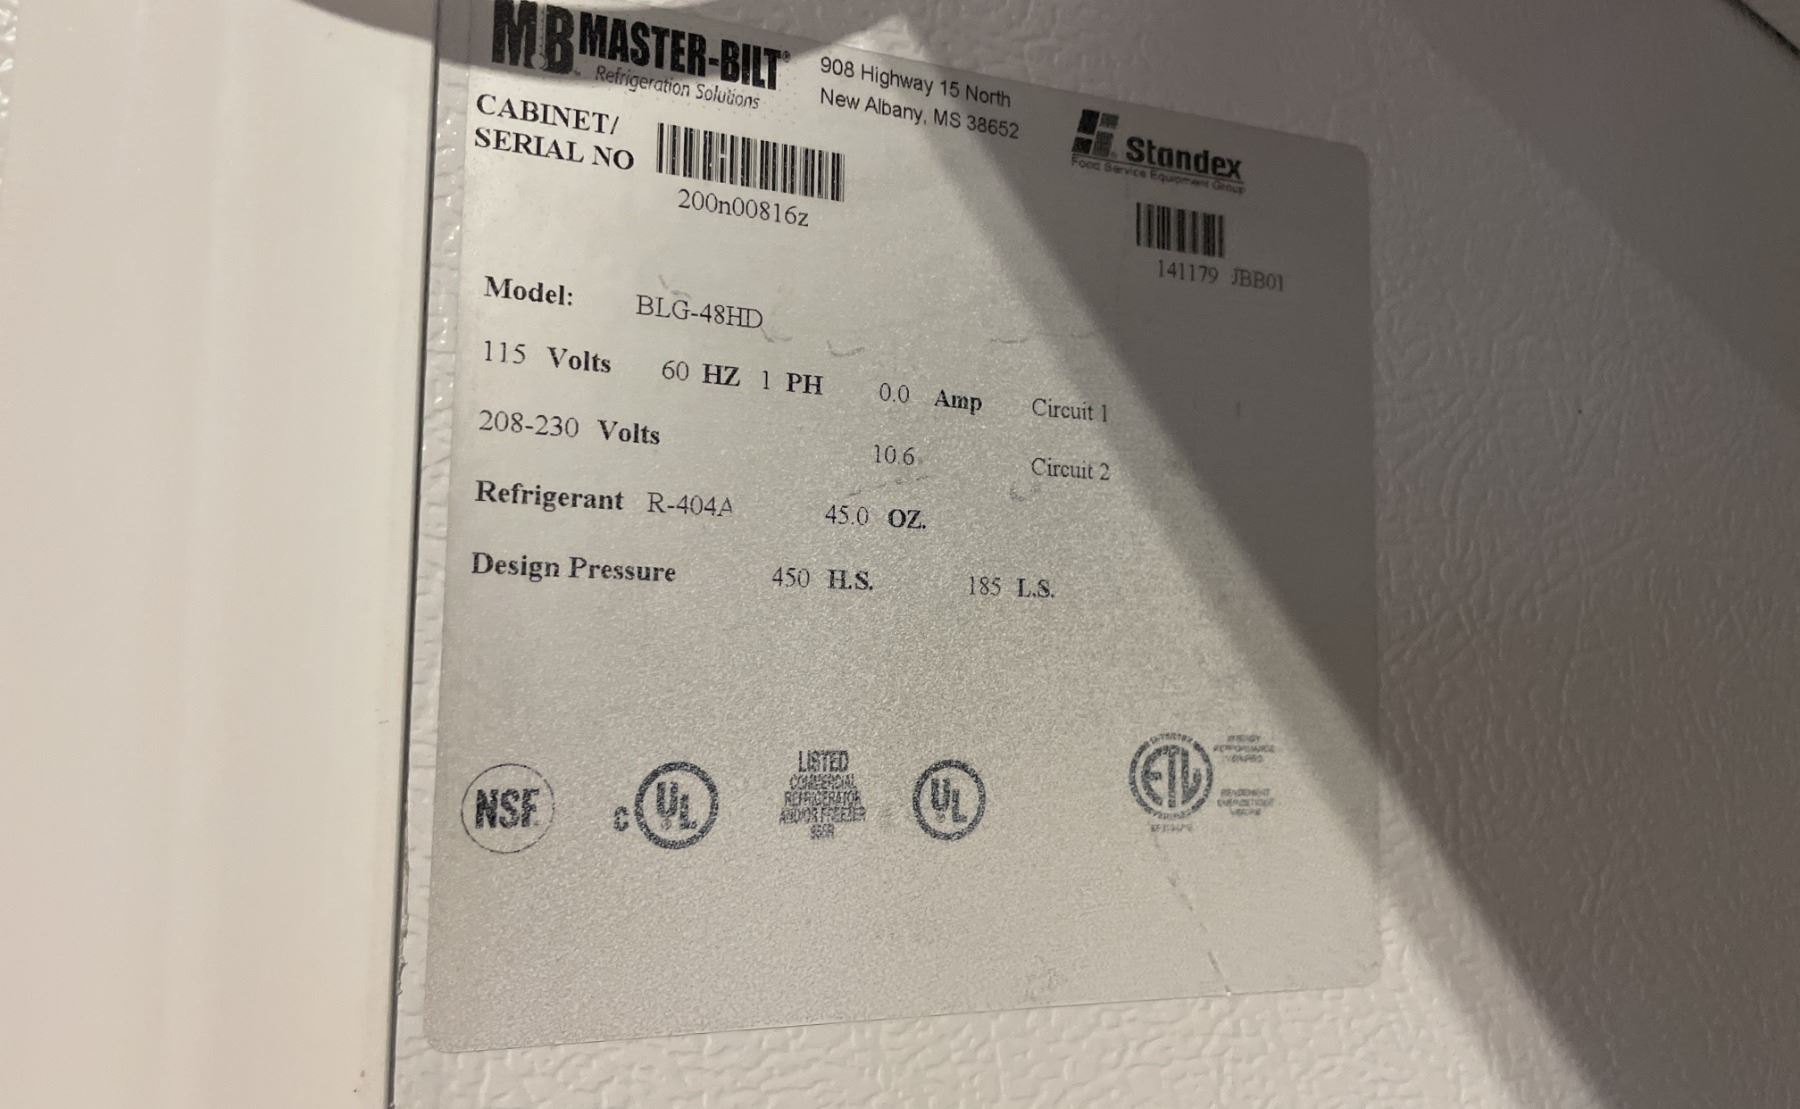 MB MASTER-BILT®
Refrigeration Solutions
908 Highway 15 North
New Albany, MS 38652
Standex
Food Service Equipment Group
CABINET/
SERIAL NO
200n00816z
141179 JBB01
Model: BLG-48HD
115 Volts 60 HZ 1 PH 0.0 Amp Circuit 1
208-230 Volts 10.6 Circuit 2
Refrigerant R-404A 45.0 OZ.
Design Pressure 450 H.S. 185 L.S.
NSF
C UL
LISTED
COMMERCIAL
REFRIGERATOR
AND/OR FREEZER
UL
ETL